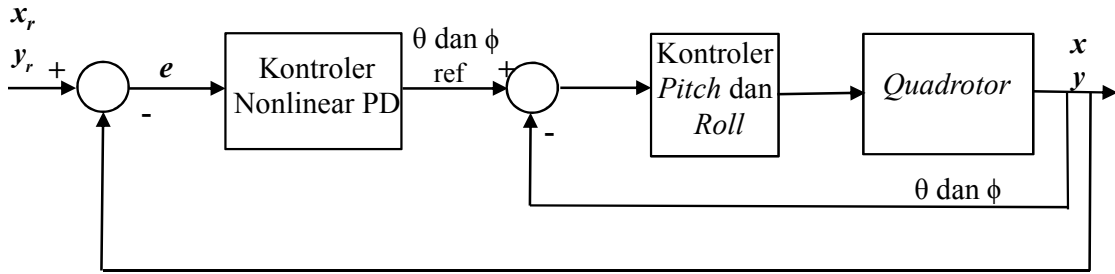 x_r
y_r
+
-
e
Kontroler
Nonlinear PD
θ dan ϕ
ref
+
-
Kontroler
Pitch dan
Roll
Quadrotor
x
y
θ dan ϕ